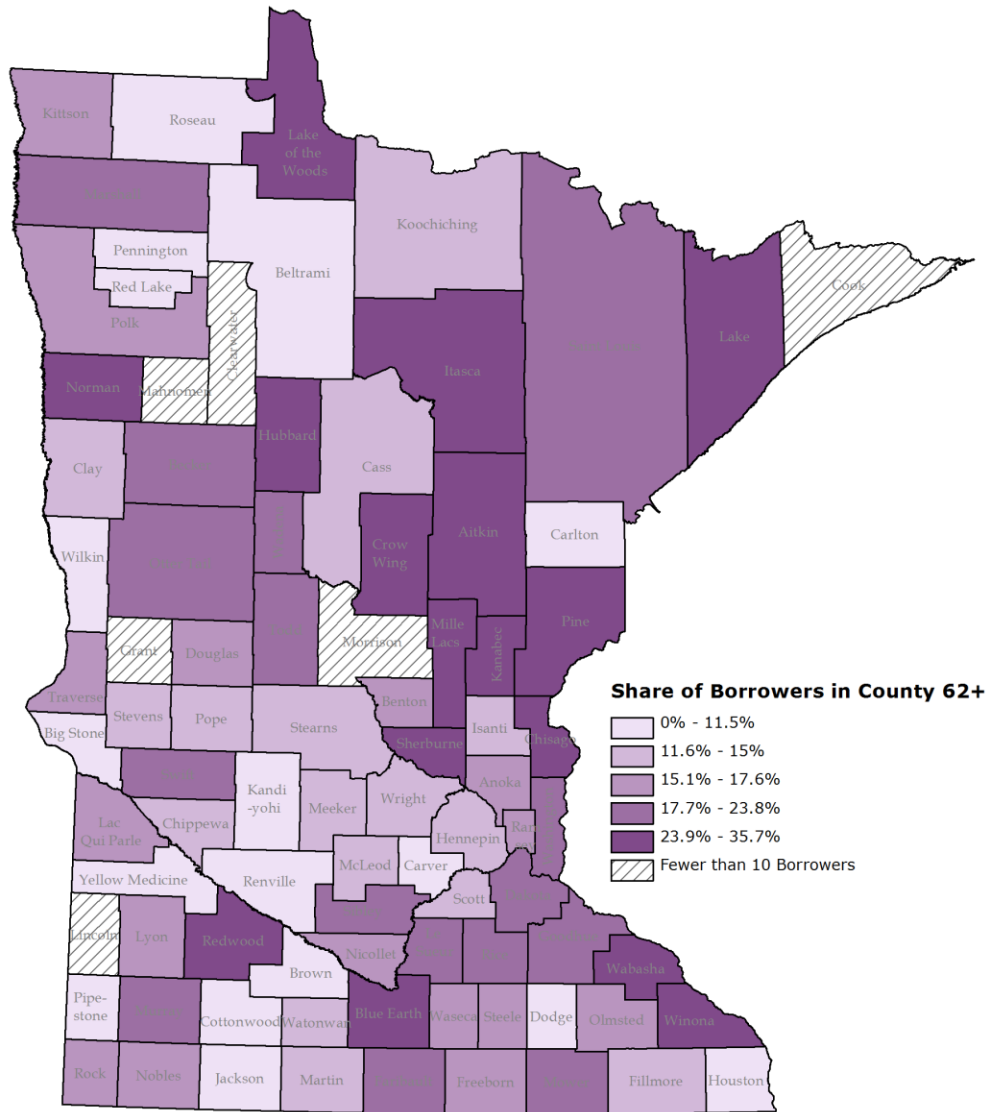 Kittson
Roseau
Lake
of the
Woods
Koochiching
Pennington
Beltrami
Red Lake
Polk
Clearwater
Cook
Lake
Itasca
Norman
Mahnomen
Hubbard
Cass
Clay
Aitkin
Crow
Wing
Carlton
Wilkin
Pine
Mille
Lacs
Kanabec
Morrison
Grant
Douglas
Traverse
Benton
Stevens
Pope
Stearns
Isanti
Big Stone
Sherburne
Chisago
Share of Borrowers in County 62+
0% - 11.5%
11.6% - 15%
15.1% - 17.6%
17.7% - 23.8%
23.9% - 35.7%
Fewer than 10 Borrowers
Kandi
-yohi
Anoka
Wright
Meeker
Lac
Qui Parle
Chippewa
Ram
sey
Hennepin
McLeod
Carver
Yellow Medicine
Renville
Scott
Lincoln
Lyon
Redwood
Nicollet
Brown
Wabasha
Pipe-
stone
Cottonwood
Watonwan
Blue Earth
Waseca
Steele
Dodge
Olmsted
Winona
Rock
Nobles
Jackson
Martin
Freeborn
Fillmore
Houston